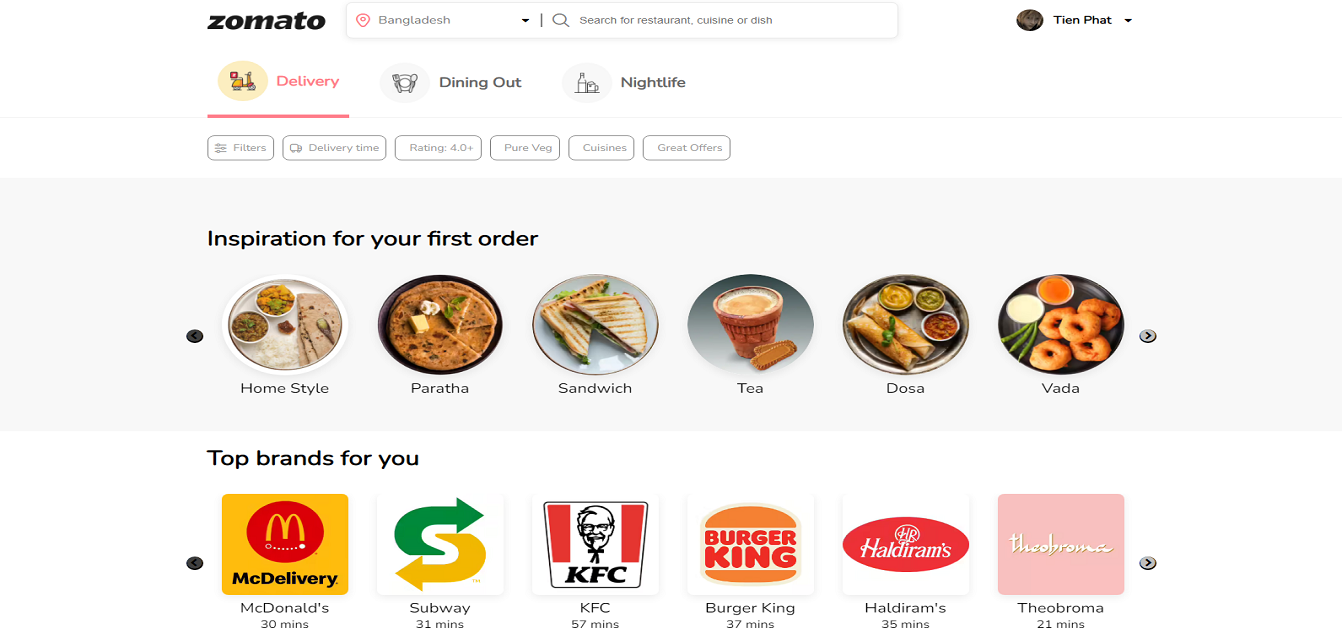 zomato
Bangladesh | Search for restaurant, cuisine or dish
Tien Phat
Delivery
Dining Out
Nightlife
Filters
Delivery time
Rating: 4.0+
Pure Veg
Cuisines
Great Offers
Inspiration for your first order
Home Style
Paratha
Sandwich
Tea
Dosa
Vada
Top brands for you
McDelivery
BURGER
KING
KFC
HR
Haldiram's
theobroma
McDonald's
Subway
KFC
Burger King
Haldiram's
Theobroma
30 mins
31 mins
57 mins
37 mins
35 mins
21 mins